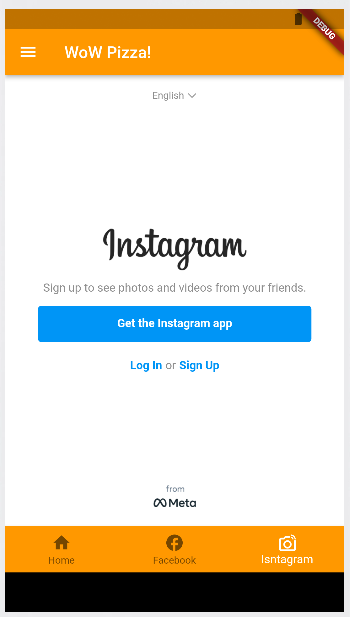 DEBUG
WoW Pizza!
English
Instagram
Sign up to see photos and videos from your friends.
Get the Instagram app
Log In or Sign Up
from
Meta
Home
Facebook
Isntagram